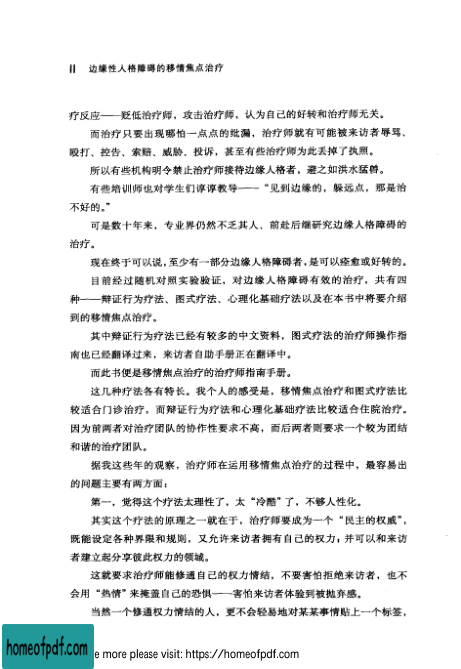 II 边缘性人格障碍的移情焦点治疗
疗反应——贬低治疗师，攻击治疗师，认为自己的好转和治疗师无关。
而治疗只要出现哪怕一点点的纰漏，治疗师就有可能被来访者辱骂、
殴打、控告、索赔、威胁、投诉，甚至有些治疗师为此丢掉了执照。
所以有些机构明令禁止治疗师接待边缘人格者，避之如洪水猛兽。
有些培训师也对学生们谆谆教导——“见到边缘的，躲远点，那是治
不好的。”
可是数十年来，专业界仍然不乏其人、前赴后继研究边缘人格障碍的
治疗。
现在终于可以说，至少有一部分边缘人格障碍者，是可以痊愈或好转的。
目前经过随机对照实验验证，对边缘人格障碍有效的治疗，共有四
种——辩证行为疗法、图式疗法、心理化基础疗法以及在本书中将要介绍
到的移情焦点治疗。
其中辩证行为疗法已经有较多的中文资料，图式疗法的治疗师操作指
南也已经翻译过来，来访者自助手册正在翻译中。
而此书便是移情焦点治疗的治疗师指南手册。
这几种疗法各有特长。我个人的感受是，移情焦点治疗和图式疗法比
较适合门诊治疗，而辩证行为疗法和心理化基础疗法比较适合住院治疗。
因为前两者对治疗团队的协作性要求不高，而后两者则要求一个较为团结
和谐的治疗团队。
据我这些年的观察，治疗师在运用移情焦点治疗的过程中，最容易出
的问题主要有两方面：
第一，觉得这个疗法太理性了，太“冷酷”了，不够人性化。
其实这个疗法的原理之一就在于，治疗师要成为一个“民主的权威”，
既能设定各种界限和规则，又允许来访者拥有自己的权力；并可以和来访
者建立起分享彼此权力的领域。
这就要求治疗师能修通自己的权力情结，不要害怕拒绝来访者，也不
会用“热情”来掩盖自己的恐惧——害怕来访者体验到被抛弃感。
当然一个修通权力情结的人，更不会轻易地对某某事情贴上一个标签，
homeofpdf.com
e more please visit: https://homeofpdf.com